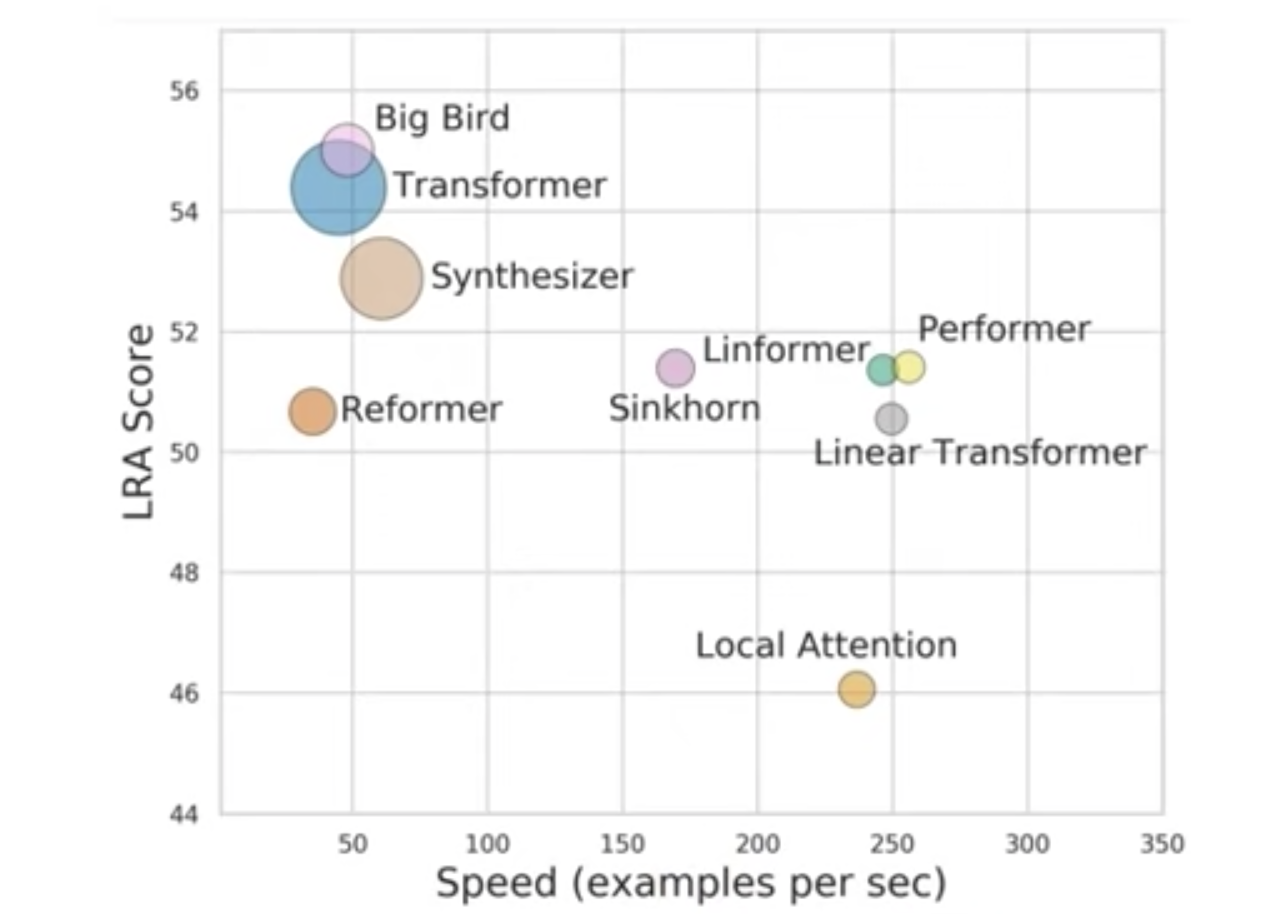 56
Big Bird
Transformer
54
Synthesizer
52
Performer
Linformer
Sinkhorn
Reformer
50
Linear Transformer
LRA Score
48
Local Attention
46
44
50 100 150 200 250 300 350
Speed (examples per sec)